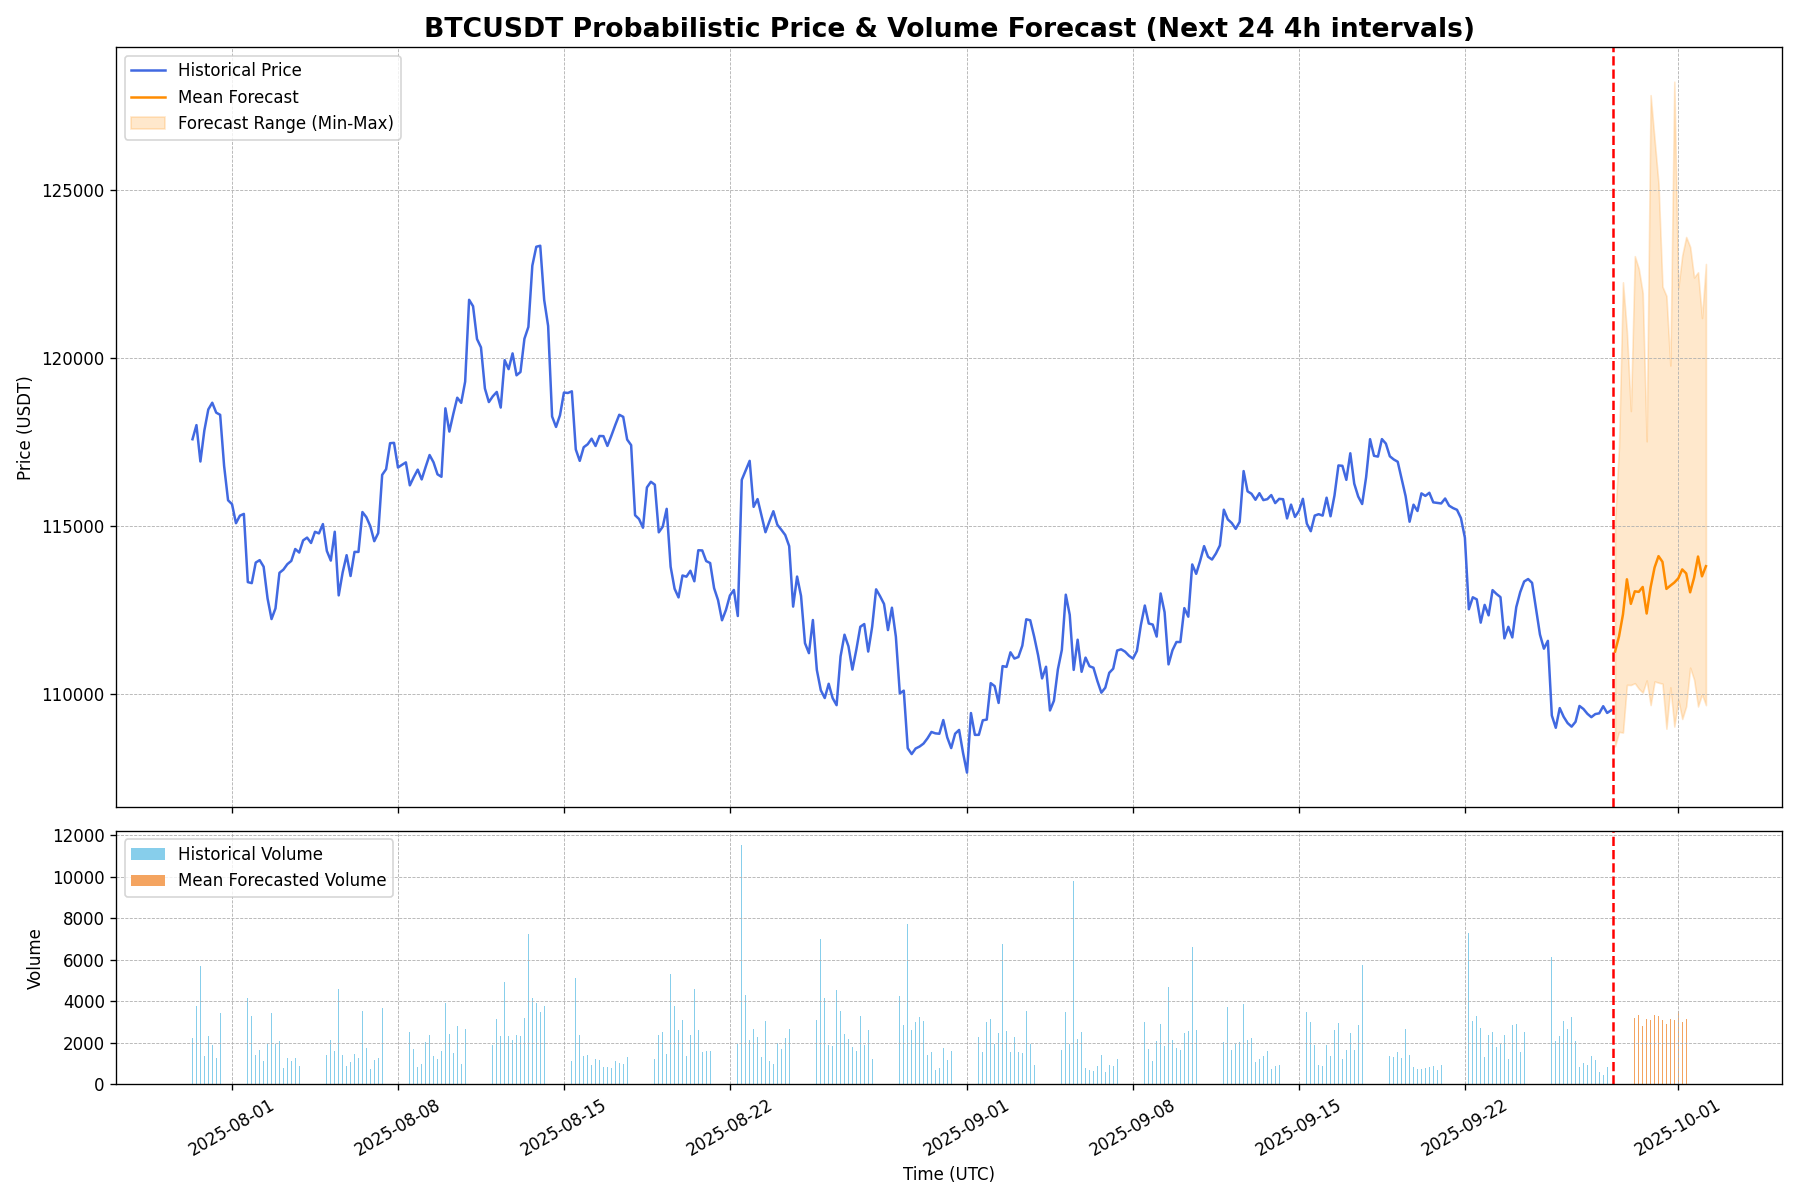 BTCUSDT Probabilistic Price & Volume Forecast (Next 24 4h intervals)
Historical Price
Mean Forecast
Forecast Range (Min-Max)
125000
120000
115000
110000
Price (USDT)
Historical Volume
Mean Forecasted Volume
12000
10000
8000
6000
4000
2000
0
Volume
2025-08-01
2025-08-08
2025-08-15
2025-08-22
2025-09-01
2025-09-08
2025-09-15
2025-09-22
2025-10-01
Time (UTC)